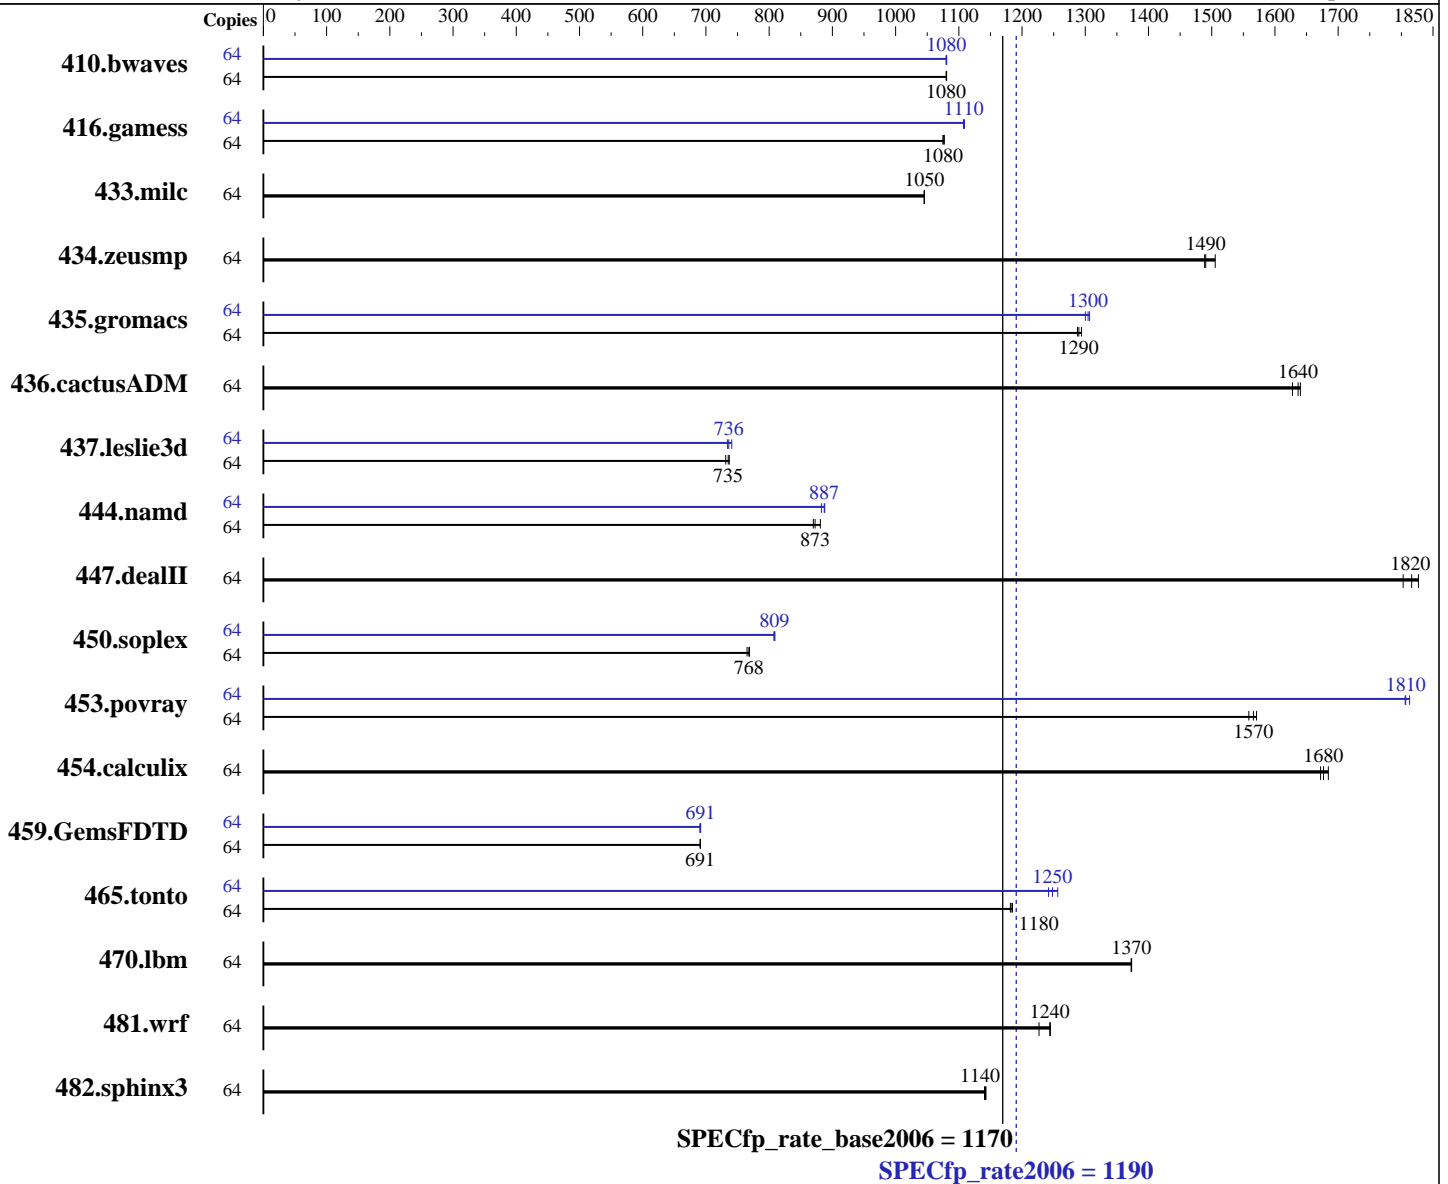 Copies 0 100 200 300 400 500 600 700 800 900 1000 1100 1200 1300 1400 1500 1600 1700 1850
410.bwaves 64 1080
64 1080
416.gamess 64 1110
64 1080
433.milc 64 1050
434.zeusmp 64 1490
435.gromacs 64 1300
64 1290
436.cactusADM 64 1640
437.leslie3d 64 736
64 735
444.namd 64 887
64 873
447.dealII 64 1820
450.soplex 64 809
64 768
453.povray 64 1810
64 1570
454.calculix 64 1680
459.GemsFDTD 64 691
64 691
465.tonto 64 1250
64 1180
470.lbm 64 1370
481.wrf 64 1240
482.sphinx3 64 1140
SPECfp_rate_base2006 = 1170
SPECfp_rate2006 = 1190